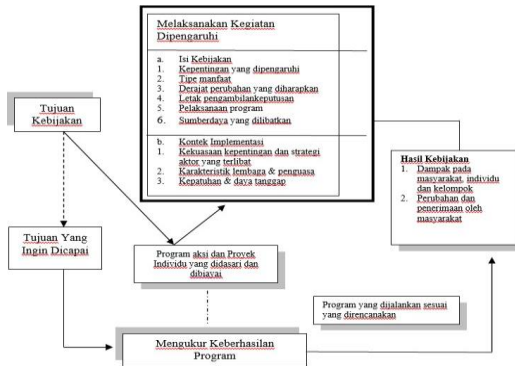 Melaksanakan Kegiatan
Dipengaruhi
a. Isi Kebijakan
1. Kepentingan yang dipengaruhi
2. Tipe manfaat
3. Derajat perubahan yang diharapkan
4. Letak pengambilankeputusan
5. Pelaksanaan program
6. Sumberdaya yang dilibatkan
b. Kontek Implementasi
1. Kekuasaan kepentingan dan strategi
aktor yang terlibat
2. Karakteristik lembaga & penguasa
3. Kepatuhan & daya tanggap
Tujuan
Kebijakan
Hasil Kebijakan
1. Dampak pada
masyarakat, individu
dan kelompok
2. Perubahan dan
penerimaan oleh
masyarakat
Tujuan Yang
Ingin Dicapai
Program aksi dan Proyek
Individu yang didasari dan
dibiayai
Program yang dijalankan sesuai
yang direncanakan
Mengukur Keberhasilan
Program